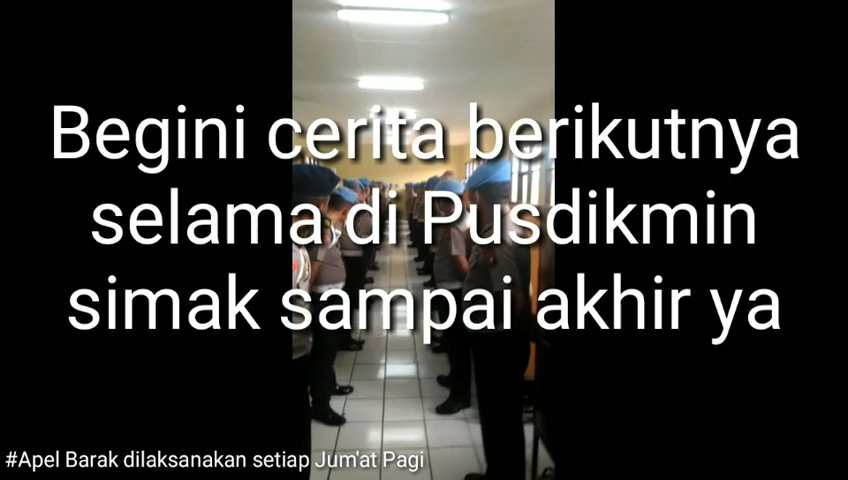 Begini cerita berikutnya
selama di Pusdikmin
simak sampai akhir ya
#Apel Barak dilaksanakan setiap Jum'at Pagi